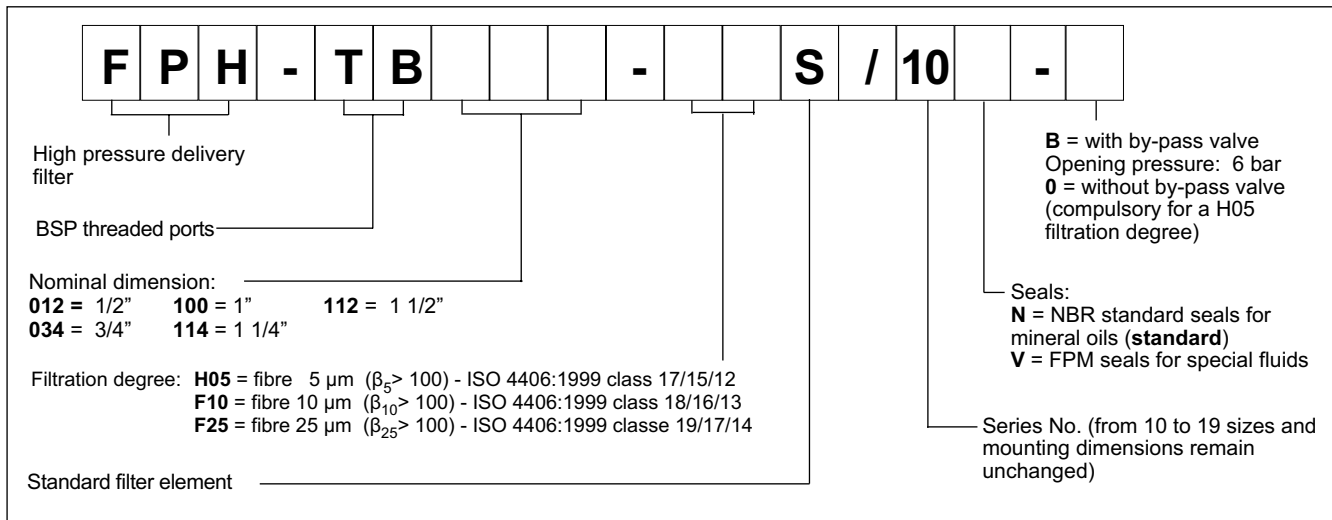 F P H - T B - S / 10 -
High pressure delivery
filter
BSP threaded ports
Nominal dimension:
012 = 1/2” 100 = 1” 112 = 1 1/2”
034 = 3/4” 114 = 1 1/4”
Filtration degree: H05 = fibre 5 µm (β5> 100) - ISO 4406:1999 class 17/15/12
F10 = fibre 10 µm (β10> 100) - ISO 4406:1999 class 18/16/13
F25 = fibre 25 µm (β25> 100) - ISO 4406:1999 classe 19/17/14
Standard filter element
B = with by-pass valve
Opening pressure: 6 bar
0 = without by-pass valve
(compulsory for a H05
filtration degree)
Seals:
N = NBR standard seals for
mineral oils (standard)
V = FPM seals for special fluids
Series No. (from 10 to 19 sizes and
mounting dimensions remain
unchanged)